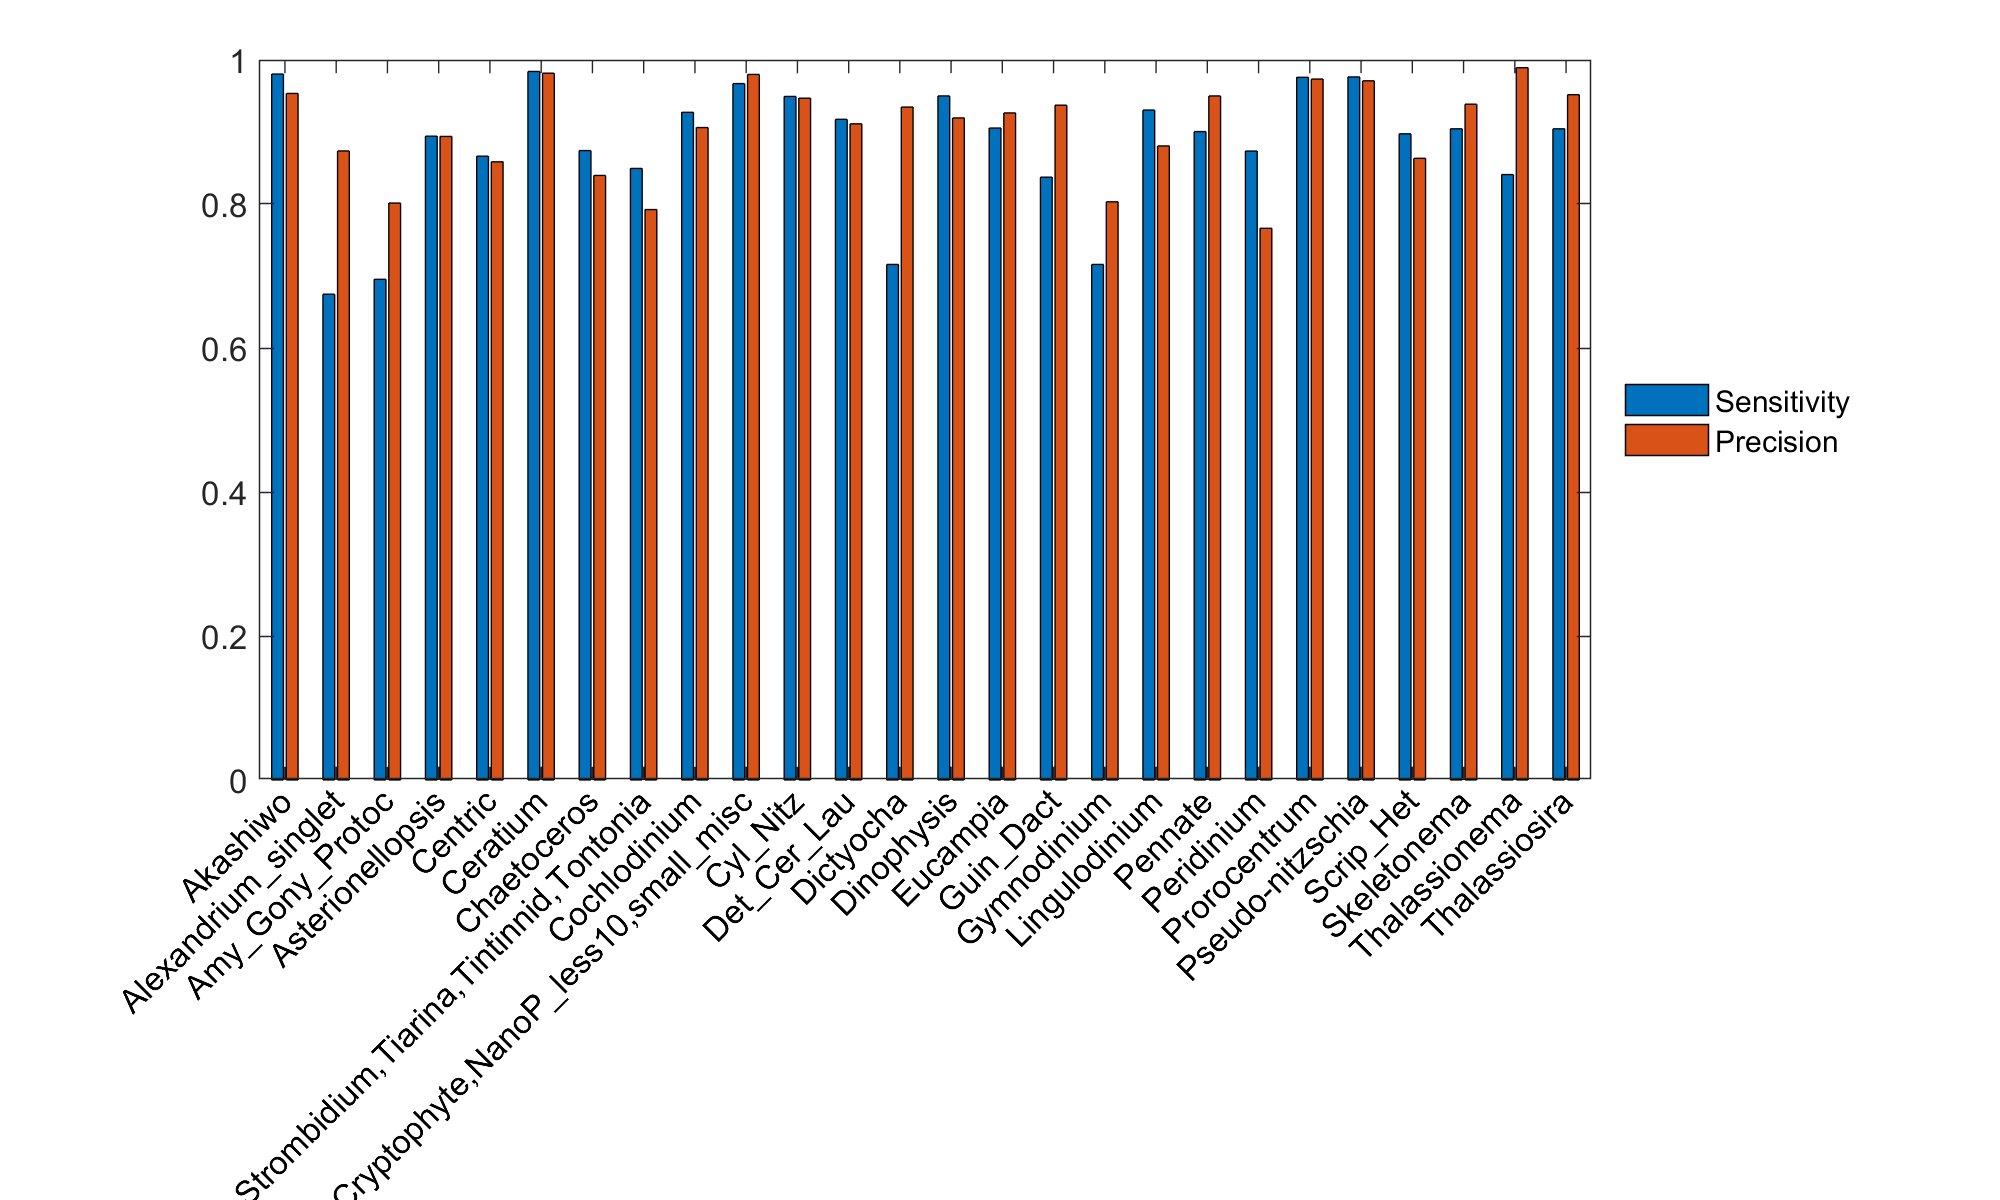 1
0.8
0.6
0.4
0.2
0
Akashiwo
Alexandrium_singlet
Amy_Gony_Protoc
Asterionellopsis
Centric
Ceratium
Chaetoceros
Strombidium,Tiarina,Tintinnid,Tontonia
Cochlodinium
Cryptophyte,NanoP_less10,small_misc
Cyl_Nitz
Det_Cer_Lau
Dictyocha
Dinophysis
Eucampia
Guin_Dact
Gymnodinium
Lingulodinium
Pennate
Peridinium
Prorocentrum
Pseudo-nitzschia
Scrip_Het
Skeletonema
Thalassionema
Thalassiosira
Sensitivity
Precision